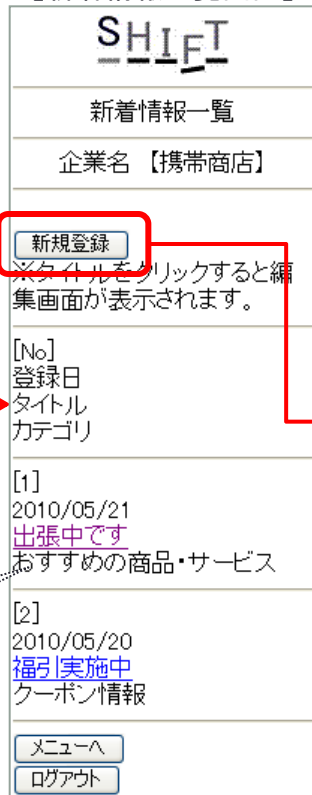 SHIFT
新着情報一覧
企業名 【携帯商店】
新規登録
※タイトルをクリックすると編
集画面が表示されます。
[No]
登録日
タイトル
カテゴリ
[1]
2010/05/21
出張中です
おすすめの商品・サービス
[2]
2010/05/20
福引実施中
クーポン情報
メニューへ
ログアウト